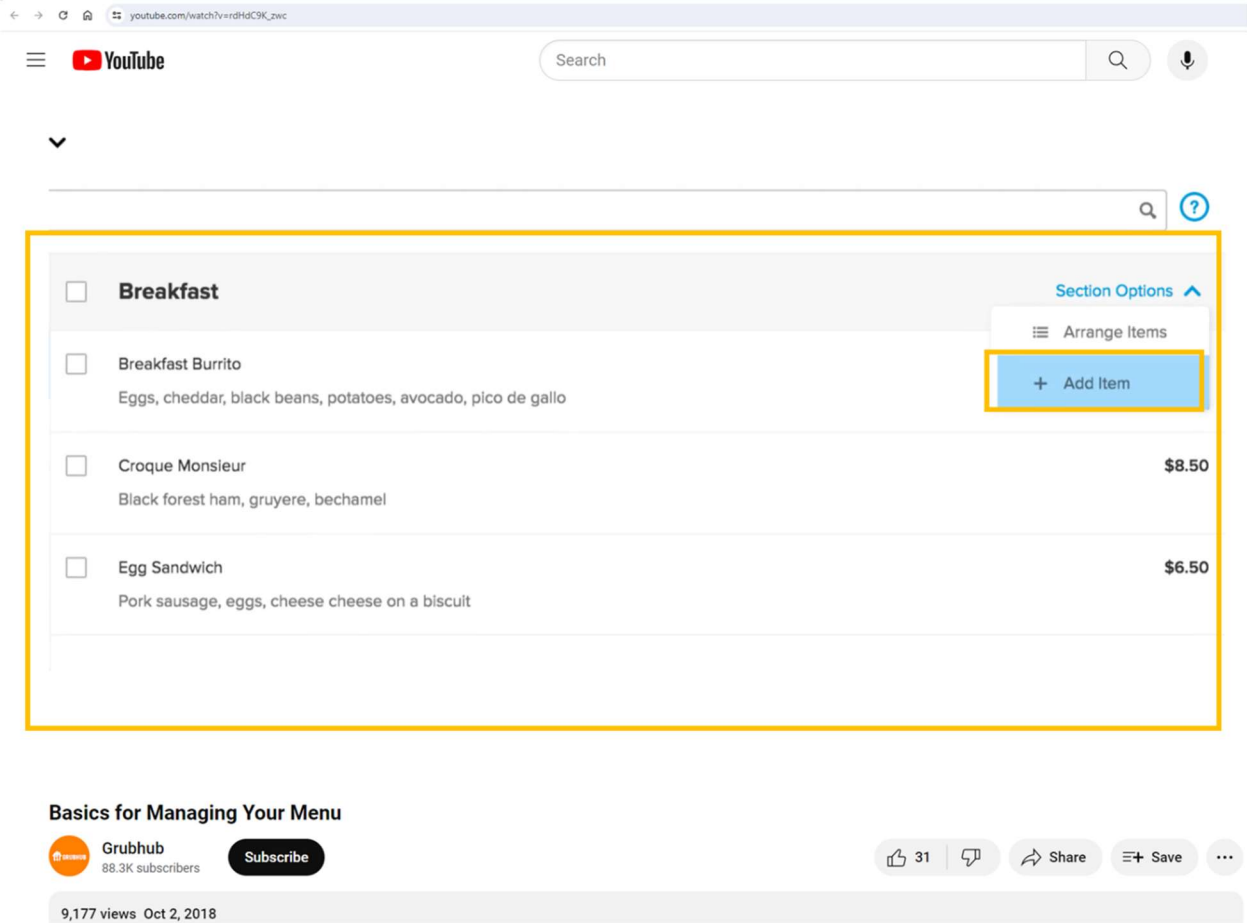 youtube.com/watch?v=rdHdC9K_zwc
YouTube
Search
?
Breakfast
Section Options
Arrange Items
Breakfast Burrito
+ Add Item
Eggs, cheddar, black beans, potatoes, avocado, pico de gallo
Croque Monsieur
$8.50
Black forest ham, gruyere, bechamel
Egg Sandwich
$6.50
Pork sausage, eggs, cheese cheese on a biscuit
Basics for Managing Your Menu
GRUBHUB
Grubhub
88.3K subscribers
Subscribe
31
Share
Save
9,177 views Oct 2, 2018